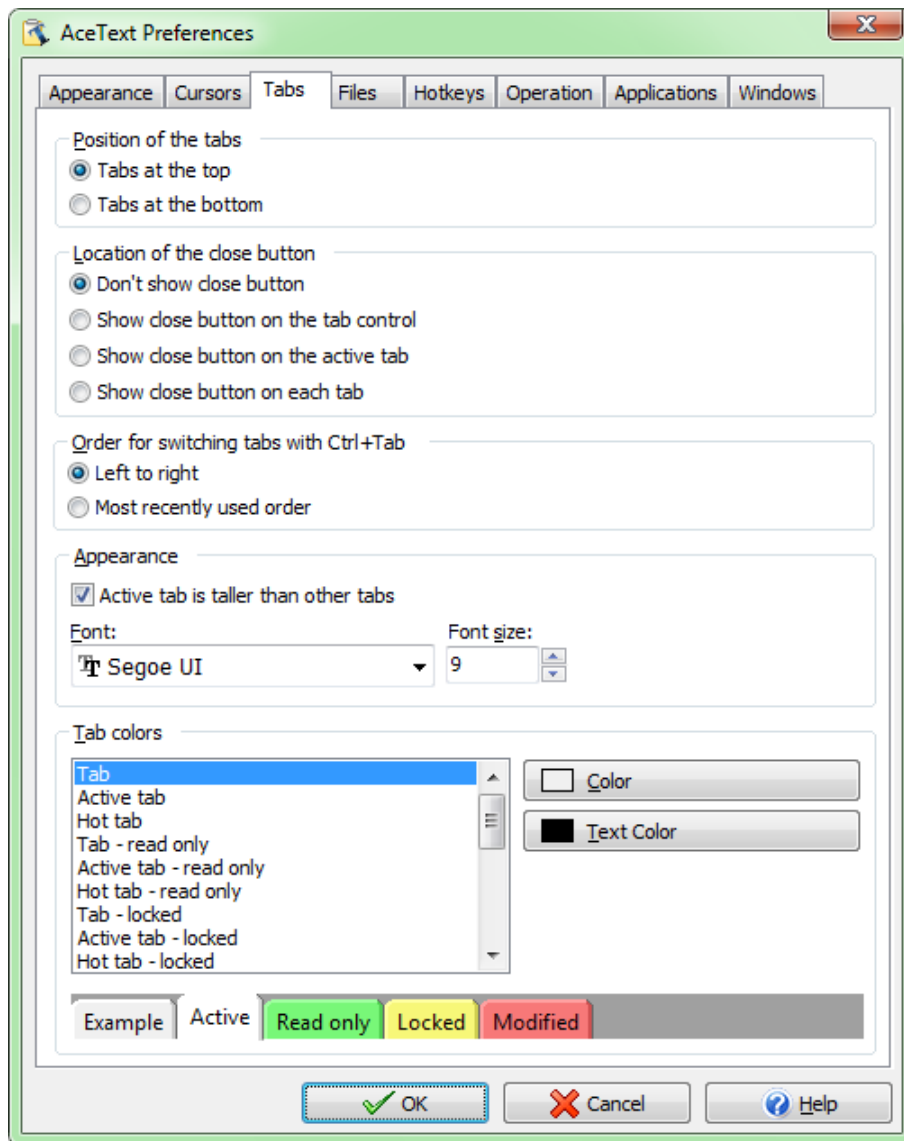 AceText Preferences
Appearance Cursors Tabs Files Hotkeys Operation Applications Windows
Position of the tabs
Tabs at the top
Tabs at the bottom
Location of the close button
Don't show close button
Show close button on the tab control
Show close button on the active tab
Show close button on each tab
Order for switching tabs with Ctrl+Tab
Left to right
Most recently used order
Appearance
Active tab is taller than other tabs
Font: Font size:
Segoe UI 9
Tab colors
Tab
Active tab
Hot tab
Tab - read only
Active tab - read only
Hot tab - read only
Tab - locked
Active tab - locked
Hot tab - locked
Color
Text Color
Example Active Read only Locked Modified
OK Cancel Help